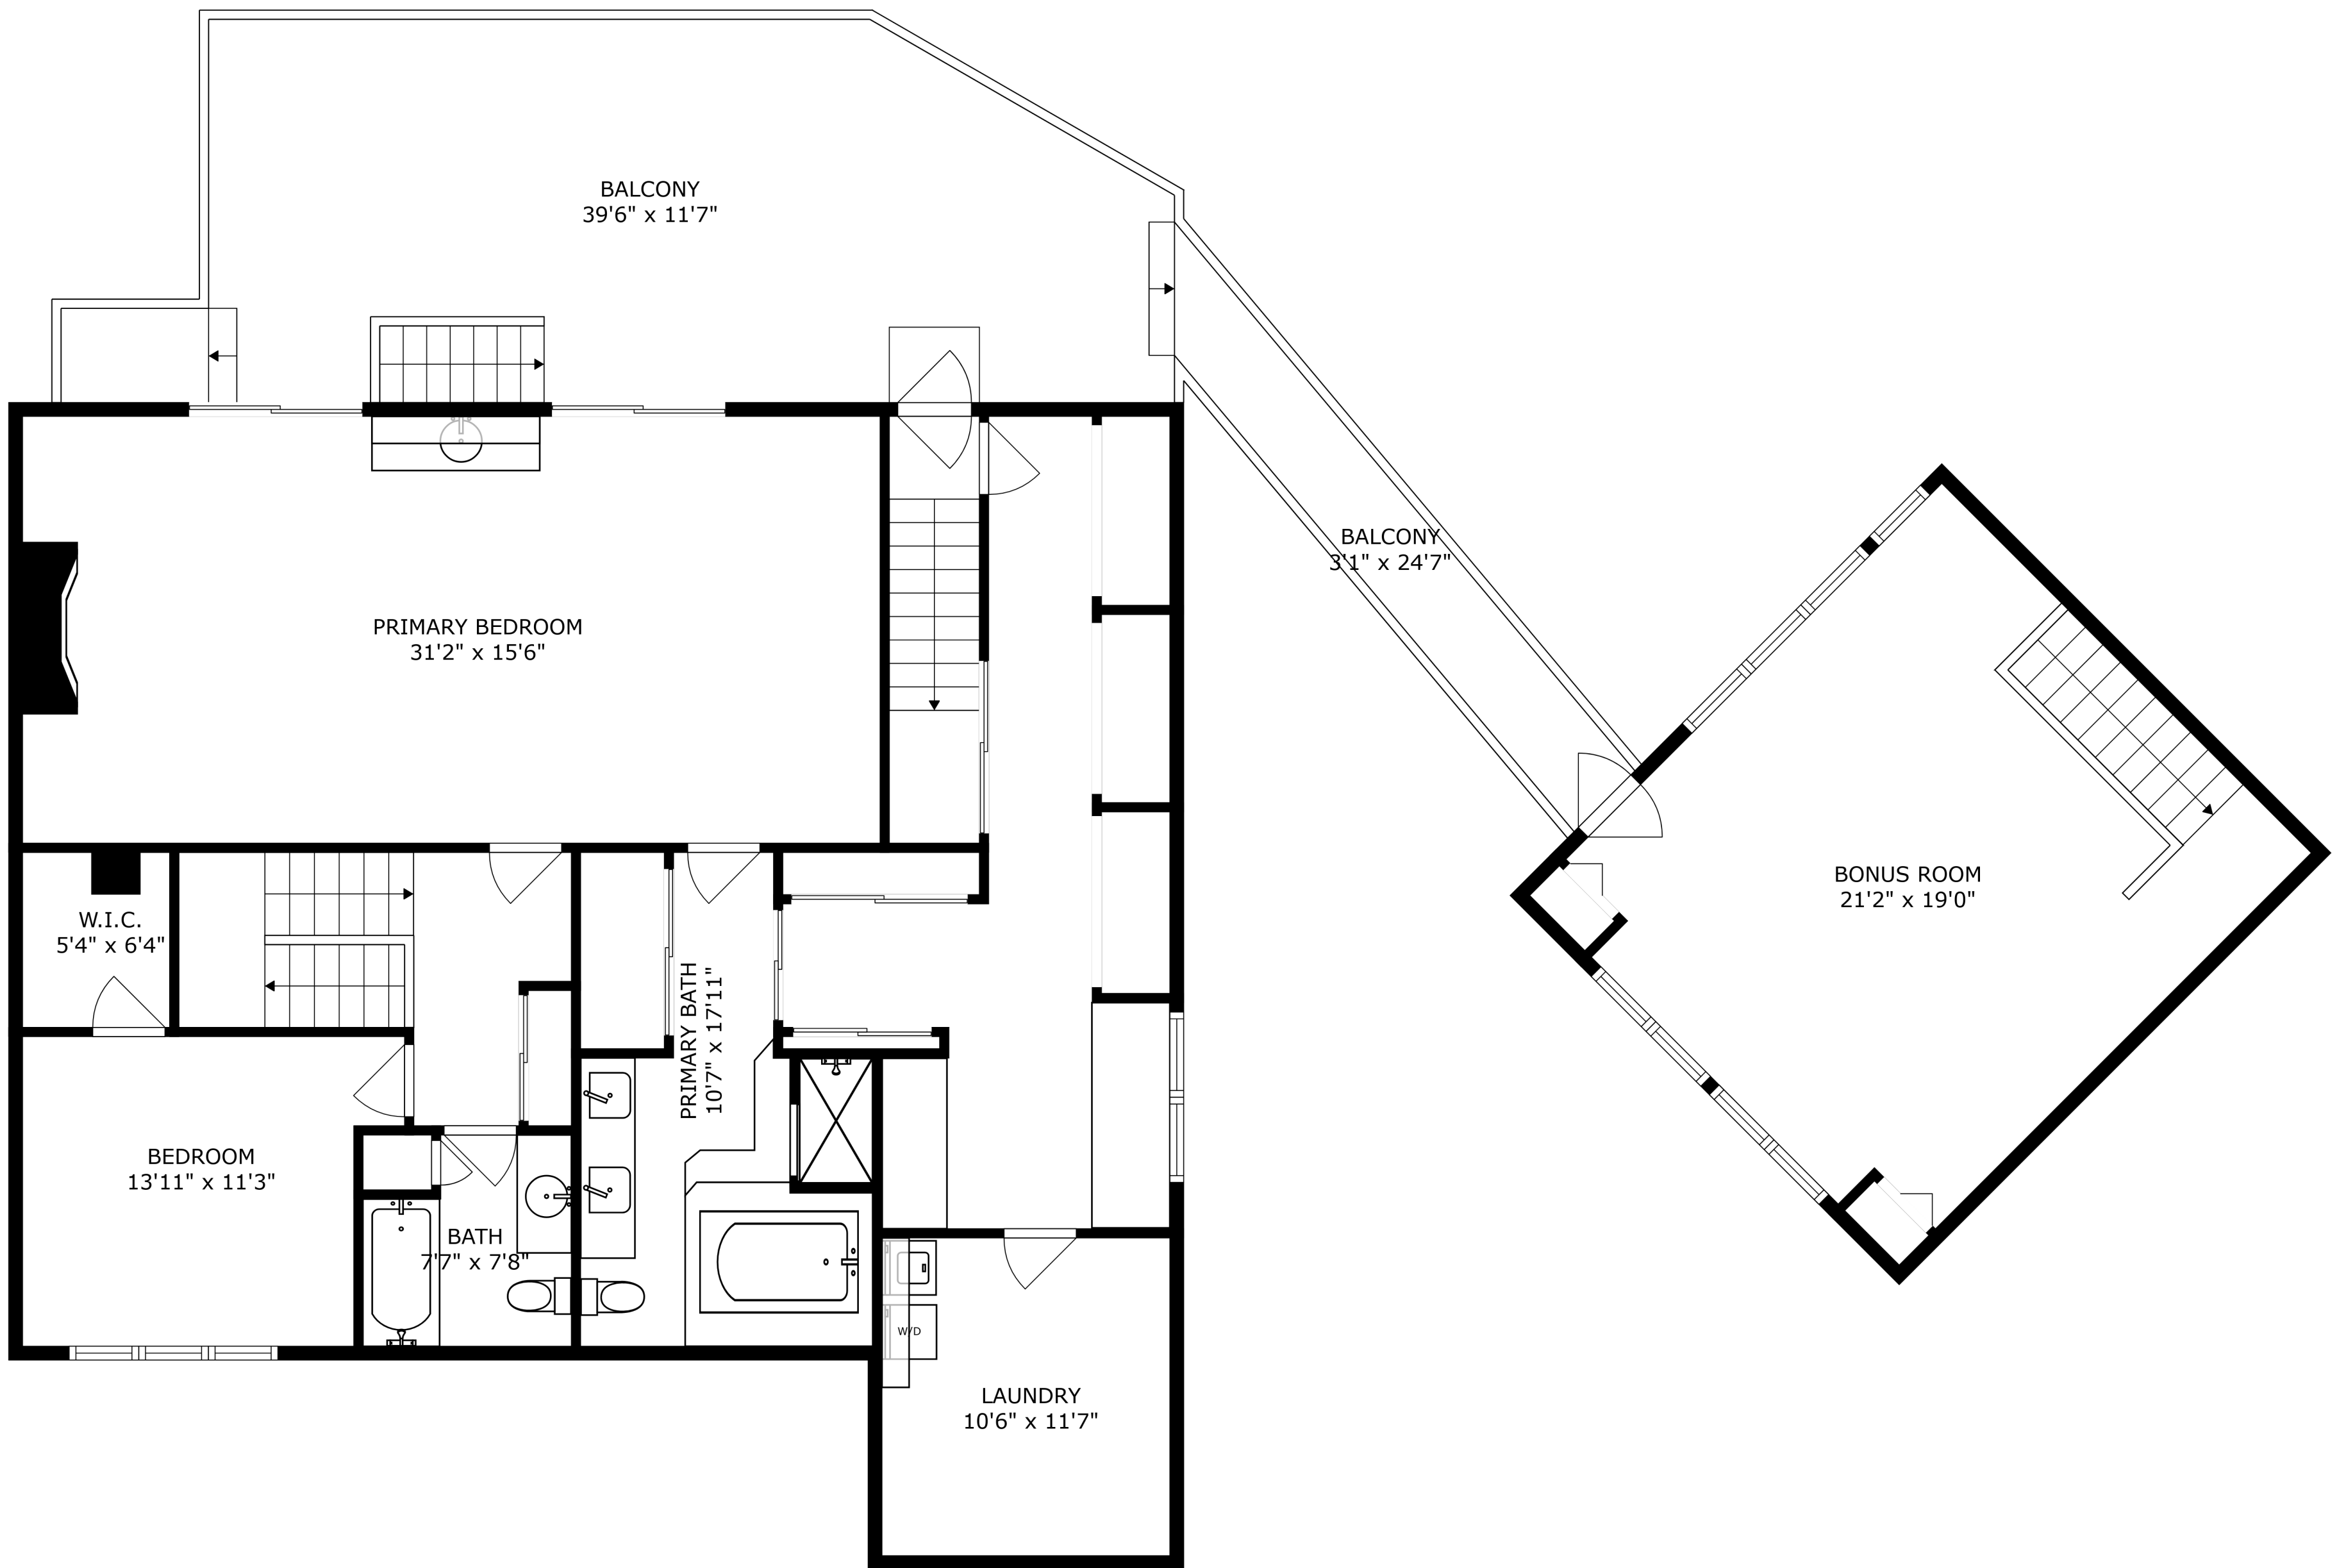 BALCONY
39'6" x 11'7"
BALCONY
3'1" x 24'7"
PRIMARY BEDROOM
31'2" x 15'6"
BONUS ROOM
21'2" x 19'0"
W.I.C.
5'4" x 6'4"
PRIMARY BATH
10'7" x 17'11"
BEDROOM
13'11" x 11'3"
BATH
7'7" x 7'8"
W/D
LAUNDRY
10'6" x 11'7"